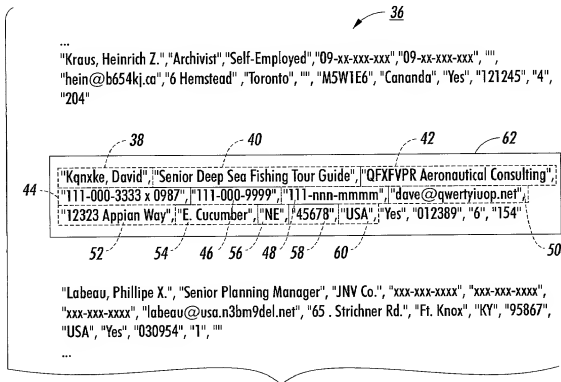 36
...
"Kraus, Heinrich Z.","Archivist","Self-Employed","09-xx-xxx-xxx","09-xx-xxx-xxx", "",
"hein@b654kj.ca","6 Hemstead" ,"Toronto", "", "M5W1E6", "Cananda", "Yes", "121245", "4",
"204"
38 40 42 62
"Kqnxke, David", "Senior Deep Sea Fishing Tour Guide", "QFXFVPR Aeronautical Consulting",
44 "111-000-3333 x 0987", "111-000-9999", "111-nnn-mmmm", "dave@qwertyiuop.net",
"12323 Appian Way", "E. Cucumber", "NE", "45678", "USA", "Yes", "012389", "6", "154"
52 54 46 56 48 58 60 50
"Labeau, Phillipe X.", "Senior Planning Manager", "JNV Co.", "xxx-xxx-xxxx", "xxx-xxx-xxxx",
"xxx-xxx-xxxx", "labeau@usa.n3bm9del.net", "65 . Strichner Rd.", "Ft. Knox", "KY", "95867",
"USA", "Yes", "030954", "1", ""
...